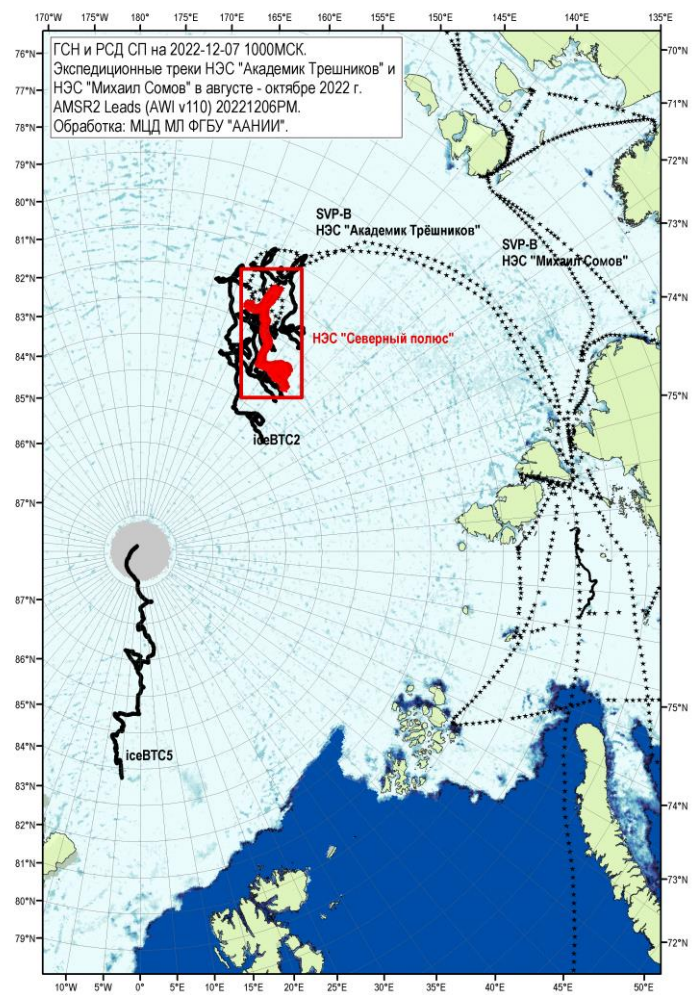 170°W 180° 170°E 165°E 160°E 155°E 150°E 145°E 140°E 135°E
ГСН и РСД СП на 2022-12-07 1000МСК.
Экспедиционные треки НЭС "Академик Трешников" и
НЭС "Михаил Сомов" в августе - октябре 2022 г.
AMSR2 Leads (AWI v110) 20221206PM.
Обработка: МЦД МЛ ФГБУ "ААНИИ".
76°N
77°N
78°N
79°N
80°N
81°N
82°N
83°N
84°N
85°N
86°N
87°N
87°N
86°N
85°N
84°N
83°N
82°N
81°N
80°N
79°N
70°N
71°N
72°N
73°N
74°N
75°N
75°N
74°N
73°N
72°N
SVP-B
НЭС "Академик Трёшников"
SVP-B
НЭС "Михаил Сомов"
НЭС "Северный полюс"
iceBTC2
iceBTC5
10°W 5°W 0° 5°E 10°E 15°E 20°E 25°E 30°E 35°E 40°E 45°E 50°E